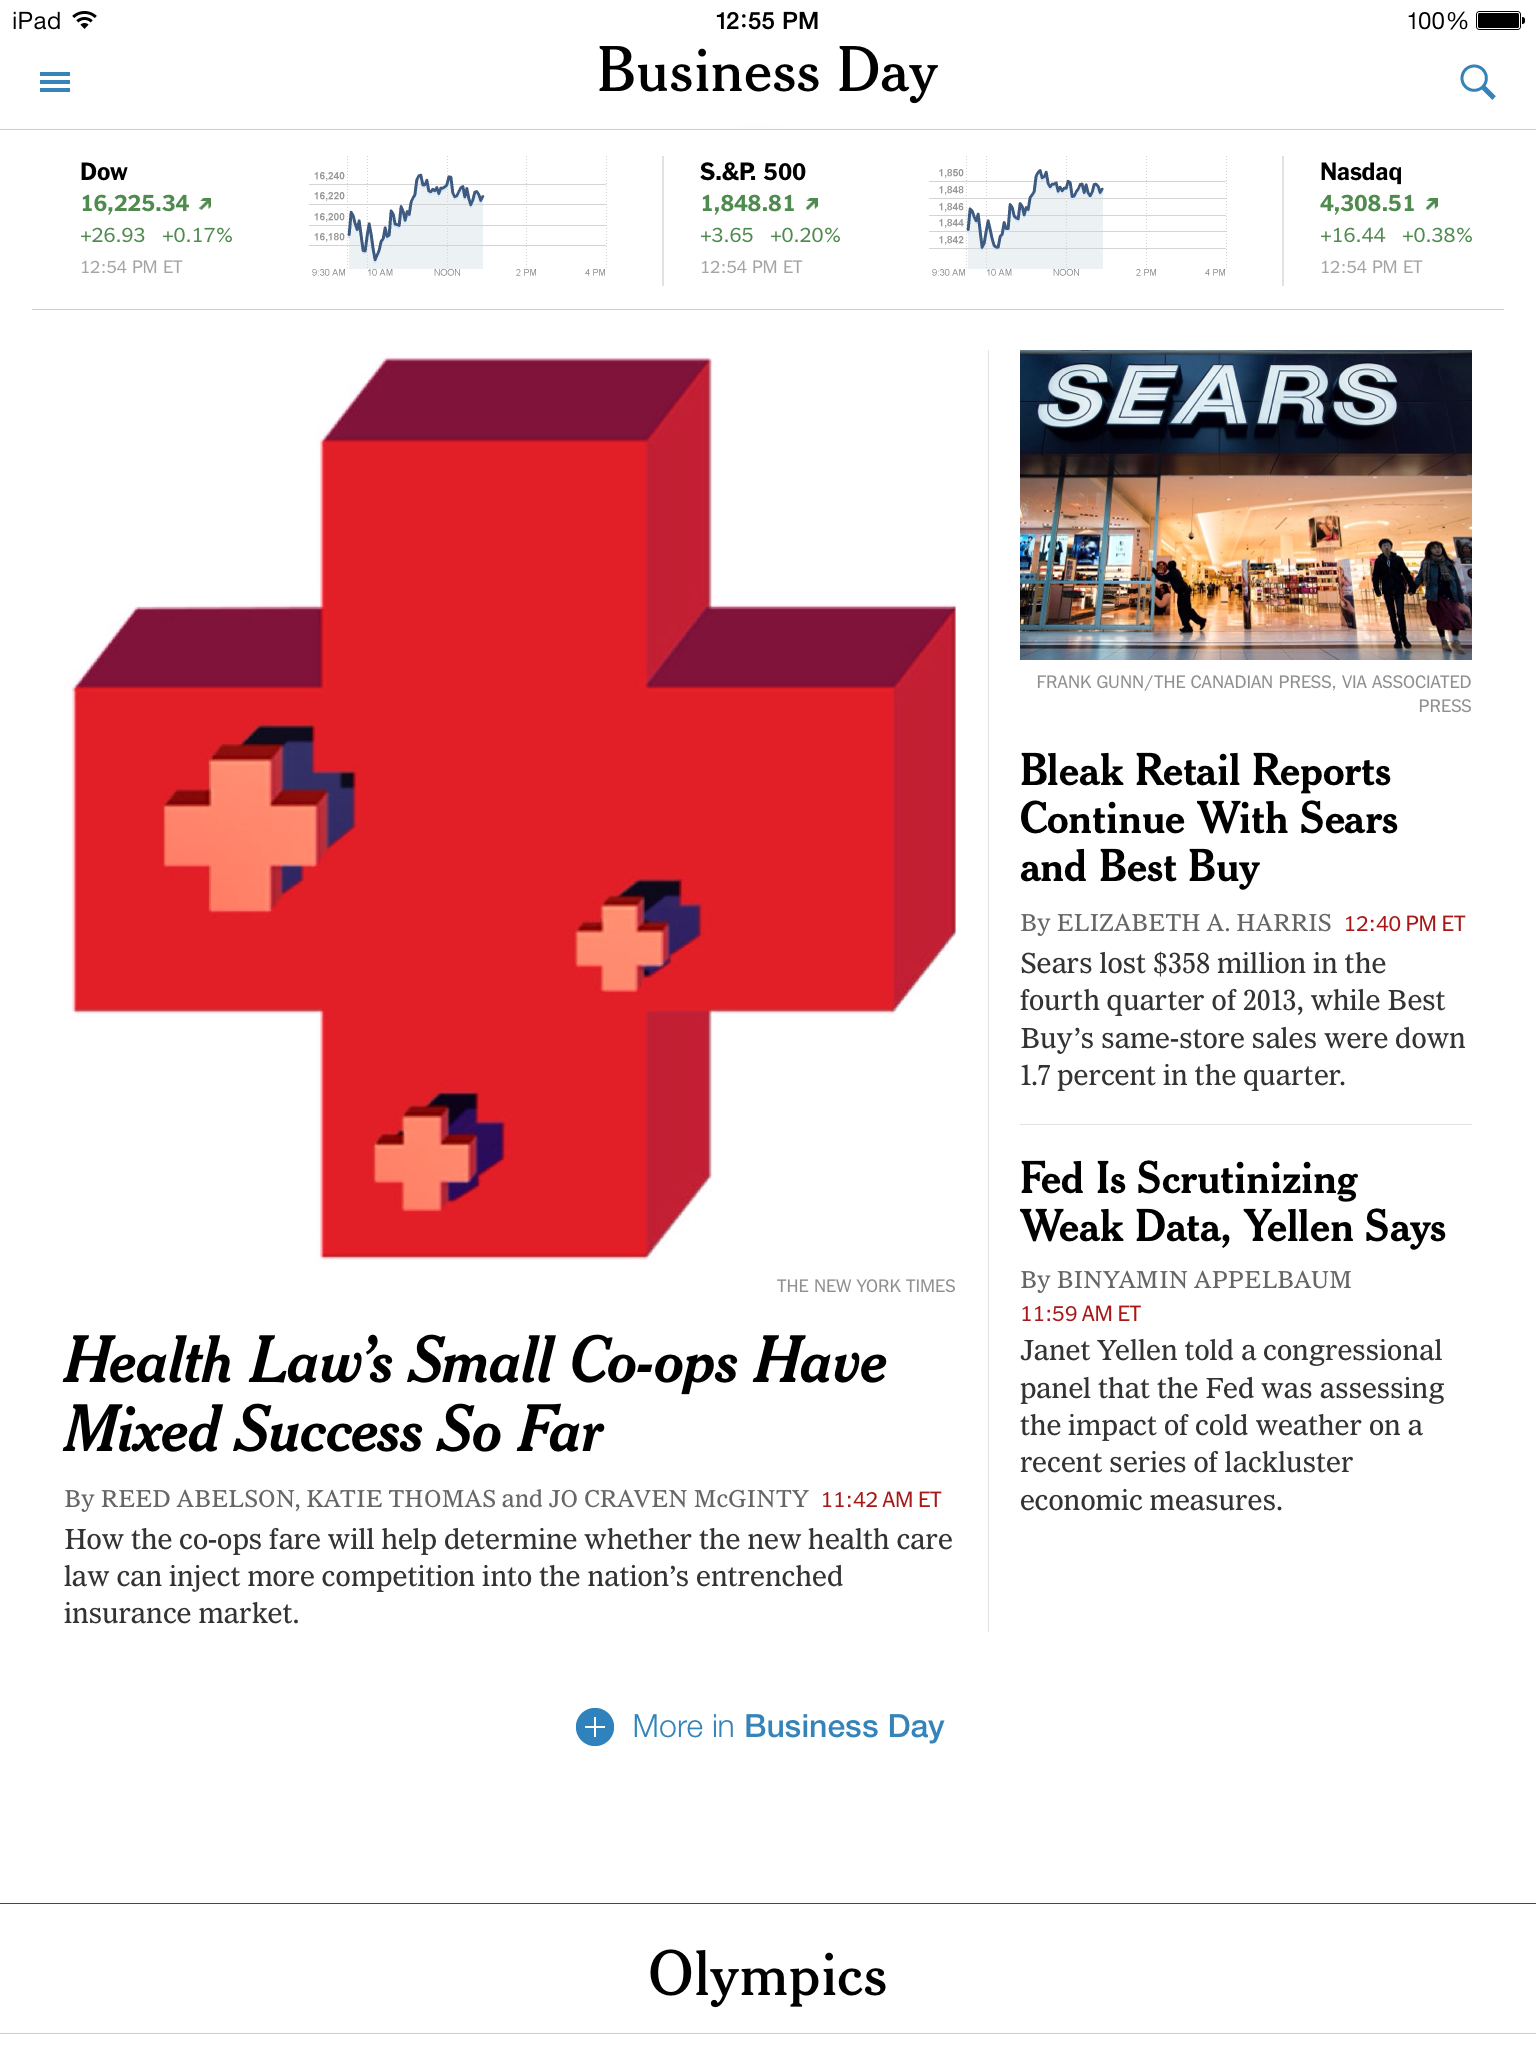 iPad
12:55 PM
100%
Business Day
Dow
16,225.34
+26.93 +0.17%
12:54 PM ET
16,240
16,220
16,200
16,180
9:30 AM 10 AM NOON 2 PM 4 PM
S.&P. 500
1,848.81
+3.65 +0.20%
12:54 PM ET
1,850
1,848
1,846
1,844
1,842
9:30 AM 10 AM NOON 2 PM 4 PM
Nasdaq
4,308.51
+16.44 +0.38%
12:54 PM ET
THE NEW YORK TIMES
Health Law’s Small Co-ops Have
Mixed Success So Far
By REED ABELSON, KATIE THOMAS and JO CRAVEN McGINTY 11:42 AM ET
How the co-ops fare will help determine whether the new health care
law can inject more competition into the nation’s entrenched
insurance market.
SEARS
FRANK GUNN/THE CANADIAN PRESS, VIA ASSOCIATED
PRESS
Bleak Retail Reports
Continue With Sears
and Best Buy
By ELIZABETH A. HARRIS 12:40 PM ET
Sears lost $358 million in the
fourth quarter of 2013, while Best
Buy’s same-store sales were down
1.7 percent in the quarter.
Fed Is Scrutinizing
Weak Data, Yellen Says
By BINYAMIN APPELBAUM
11:59 AM ET
Janet Yellen told a congressional
panel that the Fed was assessing
the impact of cold weather on a
recent series of lackluster
economic measures.
More in Business Day
Olympics